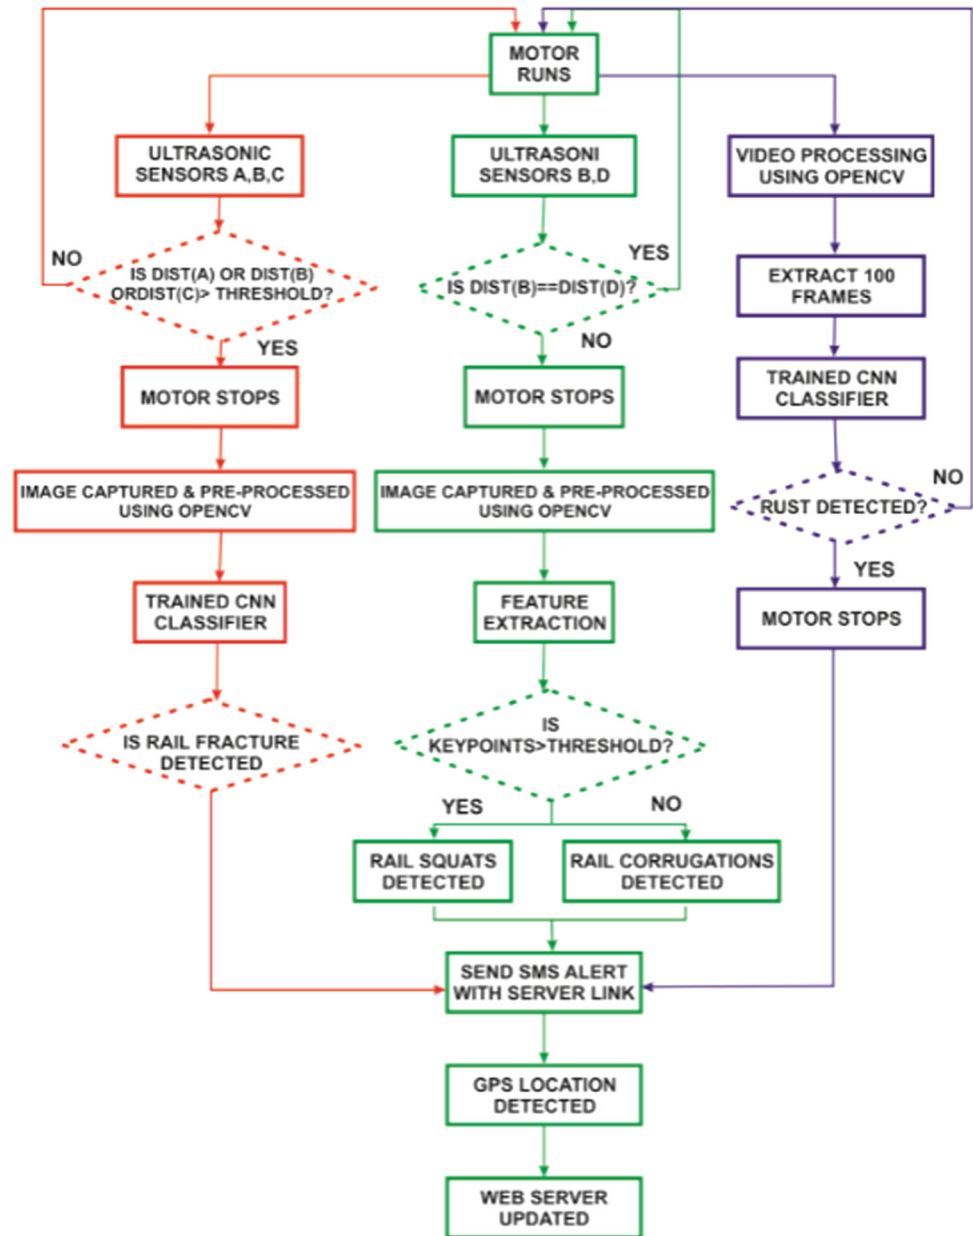 MOTOR
RUNS
ULTRASONIC
SENSORS A,B,C
ULTRASONI
SENSORS B,D
VIDEO PROCESSING
USING OPENCV
NO
IS DIST(A) OR DIST(B)
ORDIST(C)> THRESHOLD?
YES
YES
IS DIST(B)==DIST(D)?
NO
EXTRACT 100
FRAMES
MOTOR STOPS
MOTOR STOPS
TRAINED CNN
CLASSIFIER
IMAGE CAPTURED & PRE-PROCESSED
USING OPENCV
IMAGE CAPTURED & PRE-PROCESSED
USING OPENCV
NO
RUST DETECTED?
YES
TRAINED CNN
CLASSIFIER
FEATURE
EXTRACTION
MOTOR STOPS
IS RAIL FRACTURE
DETECTED
IS
KEYPOINTS>THRESHOLD?
YES
NO
RAIL SQUATS
DETECTED
RAIL CORRUGATIONS
DETECTED
SEND SMS ALERT
WITH SERVER LINK
GPS LOCATION
DETECTED
WEB SERVER
UPDATED